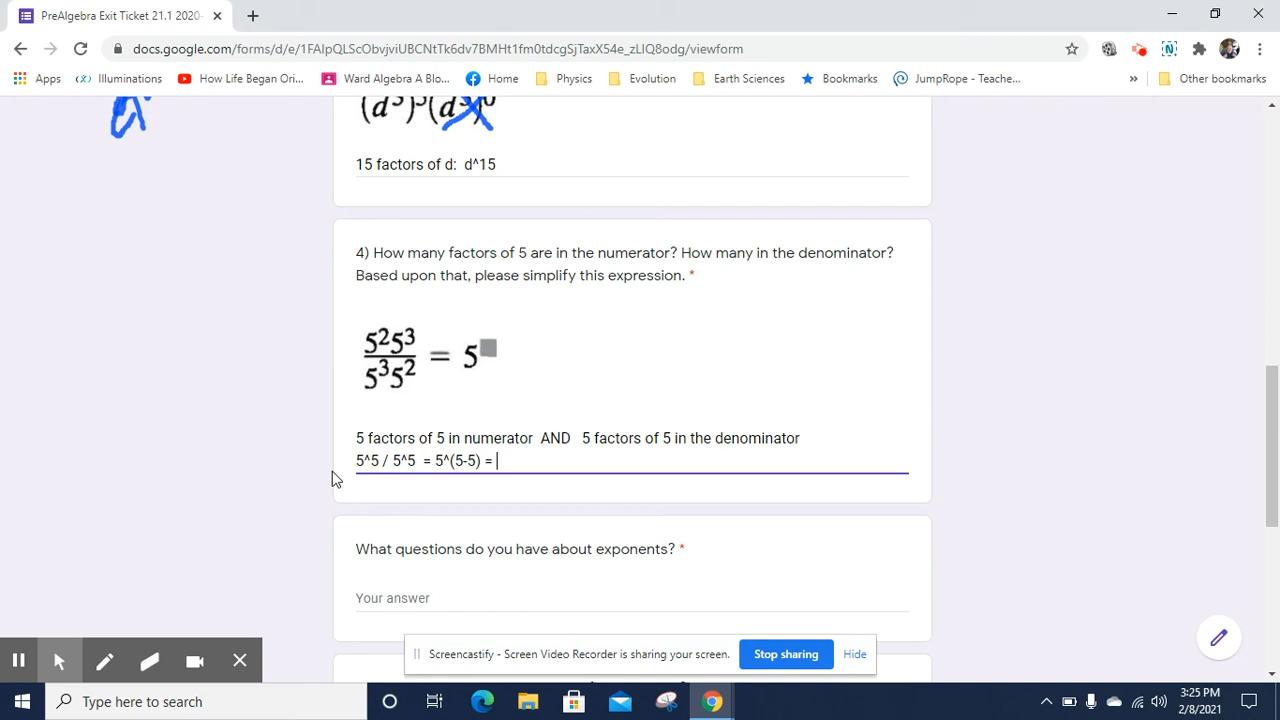 PreAlgebra Exit Ticket 21.1 2020-
docs.google.com/forms/d/e/1FAIpQLScObvjviUBCNtTk6dv7BMHt1fm0tdcgSjTaxX54e_zLIQ8odg/viewform
Apps Illuminations How Life Began Ori... Ward Algebra A Blo... Home Physics Evolution Earth Sciences Bookmarks JumpRope - Teache... » Other bookmarks
15 factors of d: d^15
4) How many factors of 5 are in the numerator? How many in the denominator?
Based upon that, please simplify this expression. *
5²5³
= 5
5³5²
5 factors of 5 in numerator AND 5 factors of 5 in the denominator
5^5 / 5^5 = 5^(5-5) =
What questions do you have about exponents? *
Your answer
Screencastify - Screen Video Recorder is sharing your screen. Stop sharing Hide
Type here to search
3:25 PM
2/8/2021